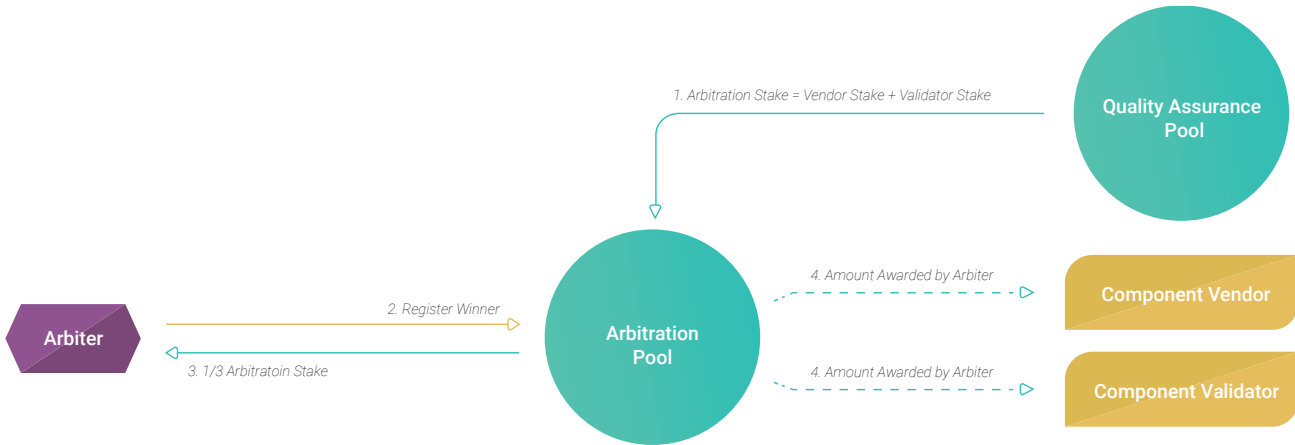 1. Arbitration Stake = Vendor Stake + Validator Stake
Quality Assurance
Pool
4. Amount Awarded by Arbiter
Component Vendor
2. Register Winner
Arbiter
Arbitration
Pool
3. 1/3 Arbitratoin Stake
4. Amount Awarded by Arbiter
Component Validator